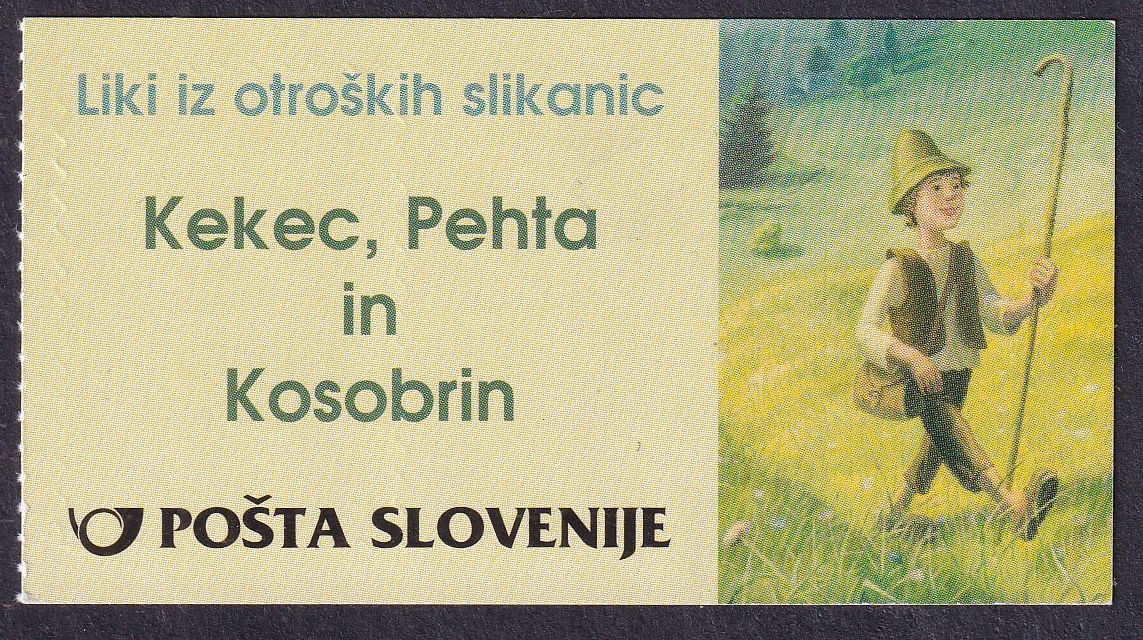 Liki iz otroških slikanic
Kekec, Pehta
in
Kosobrin
POŠTA SLOVENIJE